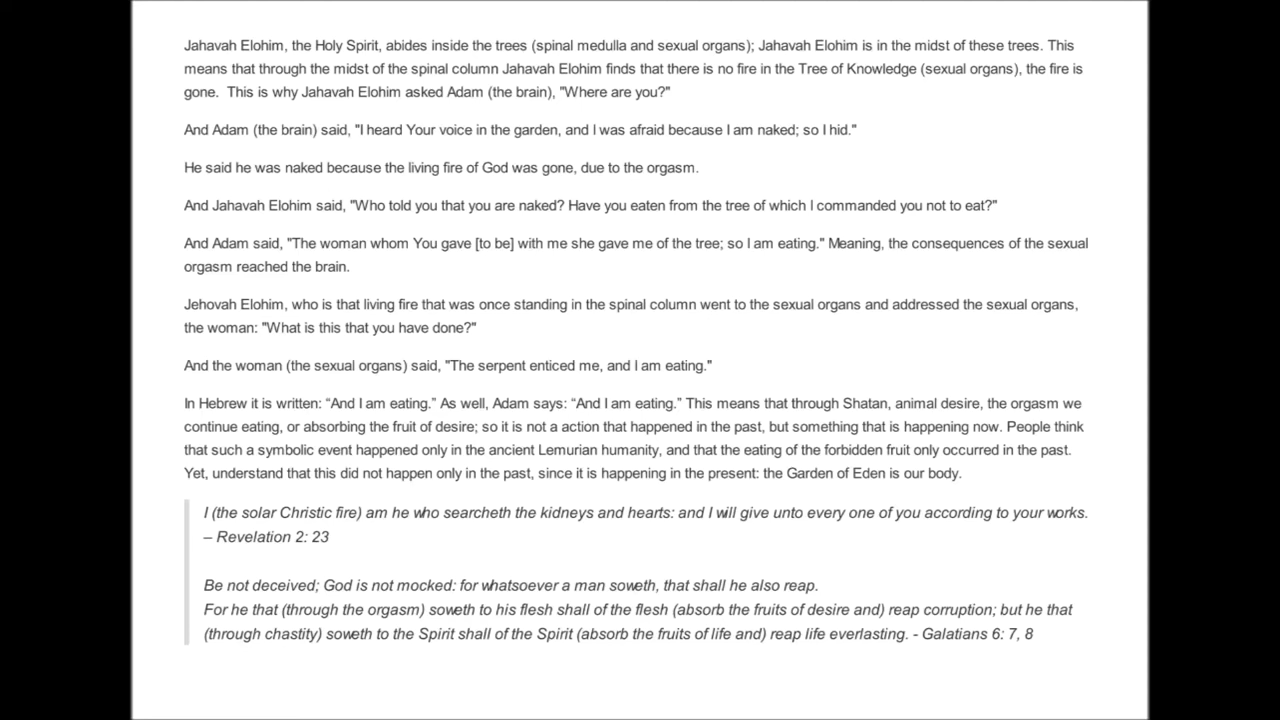 Jahavah Elohim, the Holy Spirit, abides inside the trees (spinal medulla and sexual organs); Jahavah Elohim is in the midst of these trees. This
means that through the midst of the spinal column Jahavah Elohim finds that there is no fire in the Tree of Knowledge (sexual organs), the fire is
gone.  This is why Jahavah Elohim asked Adam (the brain), "Where are you?"
And Adam (the brain) said, "I heard Your voice in the garden, and I was afraid because I am naked; so I hid."
He said he was naked because the living fire of God was gone, due to the orgasm.
And Jahavah Elohim said, "Who told you that you are naked? Have you eaten from the tree of which I commanded you not to eat?"
And Adam said, "The woman whom You gave [to be] with me she gave me of the tree; so I am eating." Meaning, the consequences of the sexual
orgasm reached the brain.
Jehovah Elohim, who is that living fire that was once standing in the spinal column went to the sexual organs and addressed the sexual organs,
the woman: "What is this that you have done?"
And the woman (the sexual organs) said, "The serpent enticed me, and I am eating."
In Hebrew it is written: “And I am eating.” As well, Adam says: “And I am eating.” This means that through Shatan, animal desire, the orgasm we
continue eating, or absorbing the fruit of desire; so it is not a action that happened in the past, but something that is happening now. People think
that such a symbolic event happened only in the ancient Lemurian humanity, and that the eating of the forbidden fruit only occurred in the past.
Yet, understand that this did not happen only in the past, since it is happening in the present: the Garden of Eden is our body.
I (the solar Christic fire) am he who searcheth the kidneys and hearts: and I will give unto every one of you according to your works.
– Revelation 2: 23
Be not deceived; God is not mocked: for whatsoever a man soweth, that shall he also reap.
For he that (through the orgasm) soweth to his flesh shall of the flesh (absorb the fruits of desire and) reap corruption; but he that
(through chastity) soweth to the Spirit shall of the Spirit (absorb the fruits of life and) reap life everlasting. - Galatians 6: 7, 8